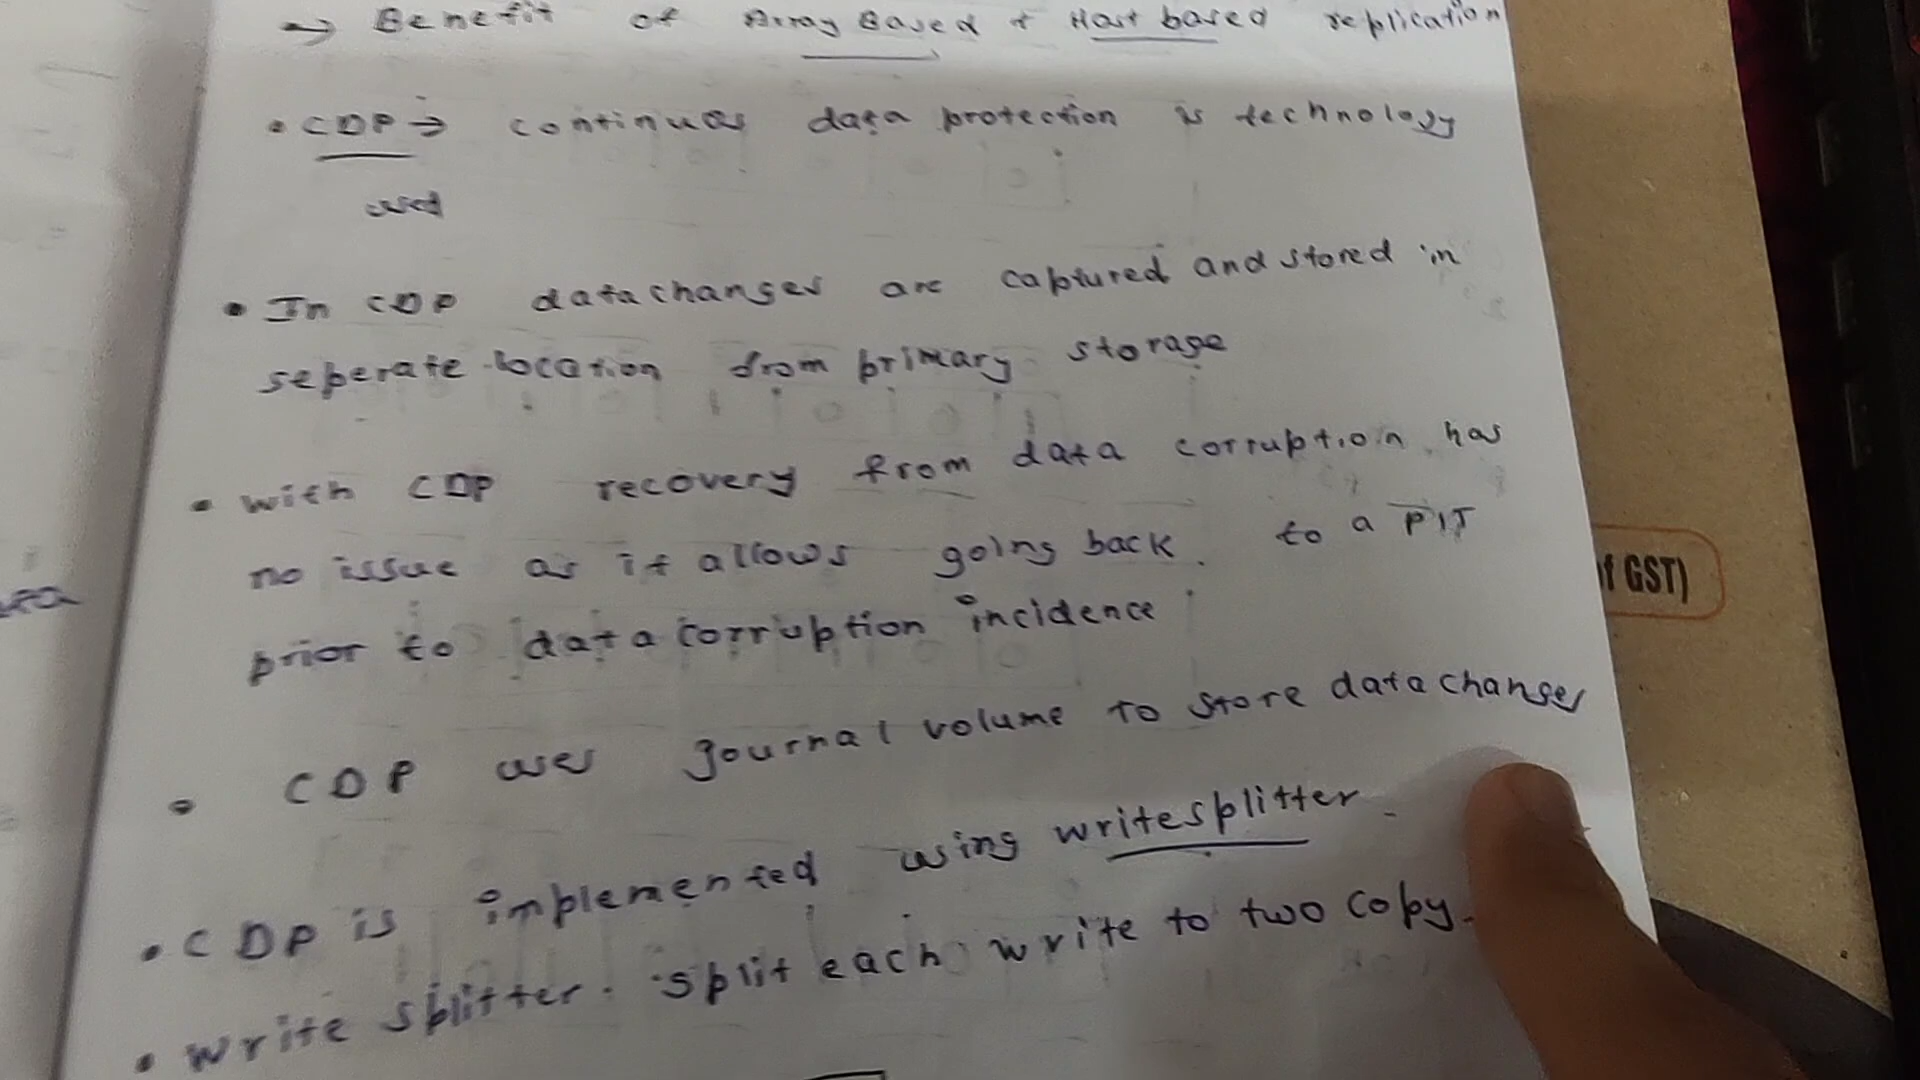 → Benefit of Array Based + Host based replication
• CDP → continues data protection is technology
used
• In CDP data changes are captured and stored in
seperate location from primary storage
• with CDP recovery from data corruption has
no issue as it allows going back to a PIT
prior to data corruption incidence
• CDP uses Journal volume to store data changes
• CDP is implemented using writesplitter.
• write splitter. split each write to two copy.
f GST)